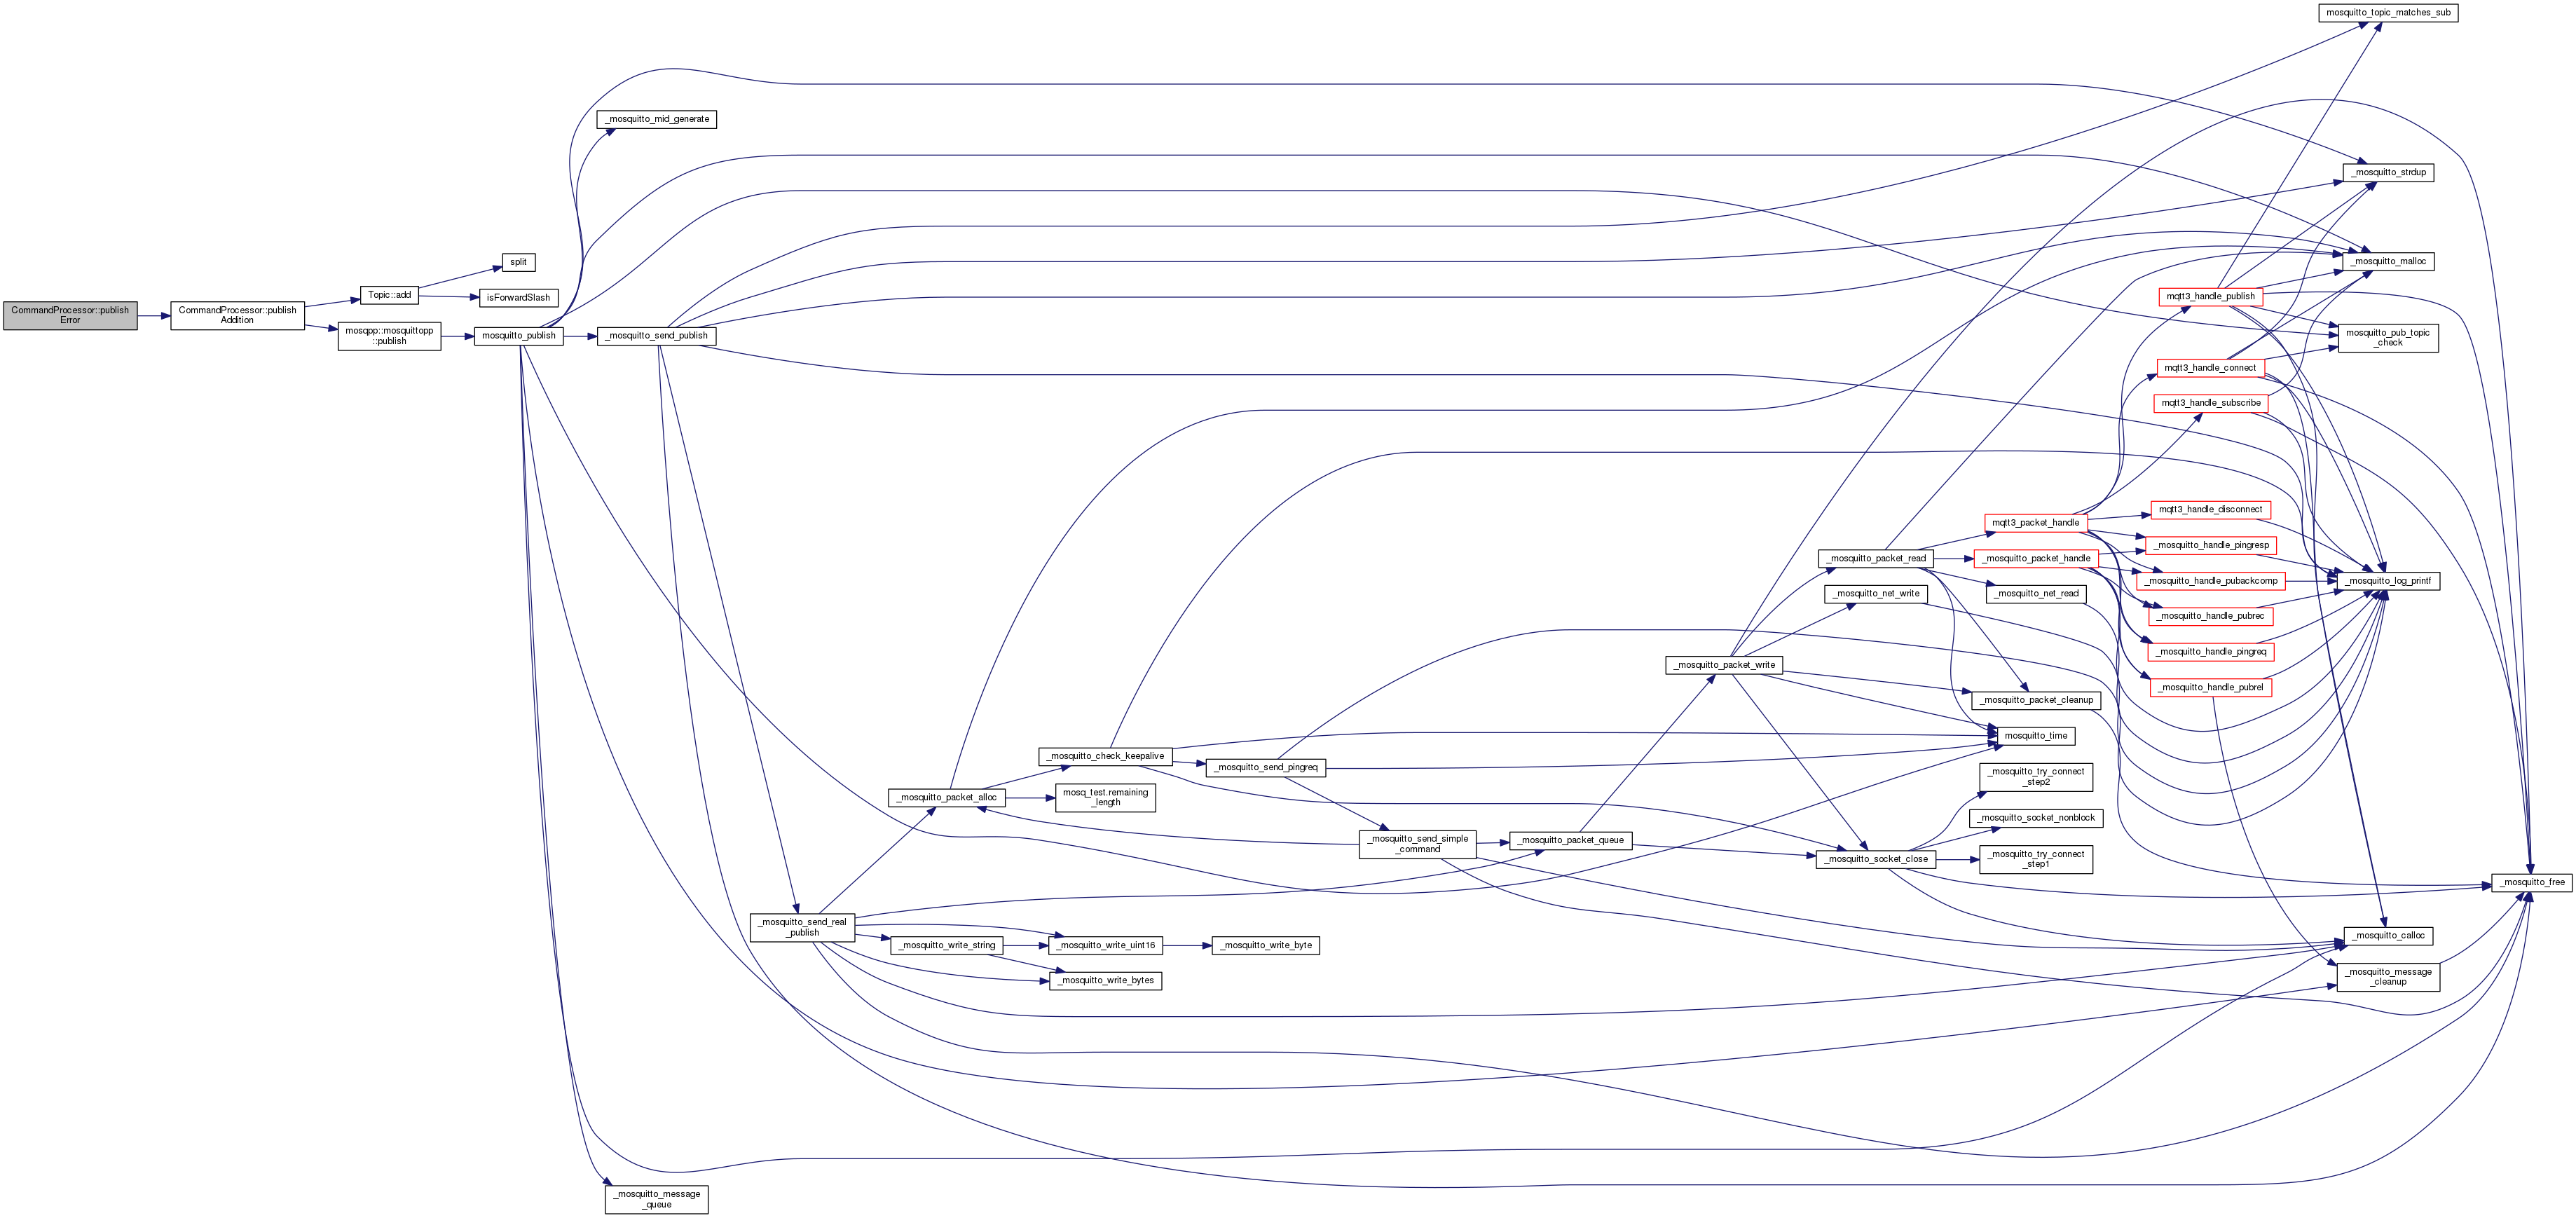 CommandProcessor::publish
Error
CommandProcessor::publish
Addition
Topic::add
mosqpp::mosquittopp
::publish
split
isForwardSlash
mosquitto_publish
_mosquitto_mid_generate
_mosquitto_send_publish
_mosquitto_message
_queue
_mosquitto_send_real
_publish
_mosquitto_packet_alloc
_mosquitto_write_string
_mosquitto_check_keepalive
mosq_test.remaining
_length
_mosquitto_write_uint16
_mosquitto_write_bytes
_mosquitto_send_pingreq
_mosquitto_write_byte
_mosquitto_send_simple
_command
_mosquitto_packet_queue
_mosquitto_packet_write
_mosquitto_packet_read
_mosquitto_net_write
_mosquitto_socket_close
mqtt3_packet_handle
_mosquitto_packet_handle
_mosquitto_net_read
_mosquitto_packet_cleanup
mosquitto_time
_mosquitto_try_connect
_step2
_mosquitto_socket_nonblock
_mosquitto_try_connect
_step1
mqtt3_handle_publish
mqtt3_handle_connect
mqtt3_handle_subscribe
mqtt3_handle_disconnect
_mosquitto_handle_pingresp
_mosquitto_handle_pubackcomp
_mosquitto_handle_pubrec
_mosquitto_handle_pingreq
_mosquitto_handle_pubrel
mosquitto_topic_matches_sub
_mosquitto_strdup
_mosquitto_malloc
mosquitto_pub_topic
_check
_mosquitto_log_printf
_mosquitto_calloc
_mosquitto_message
_cleanup
_mosquitto_free